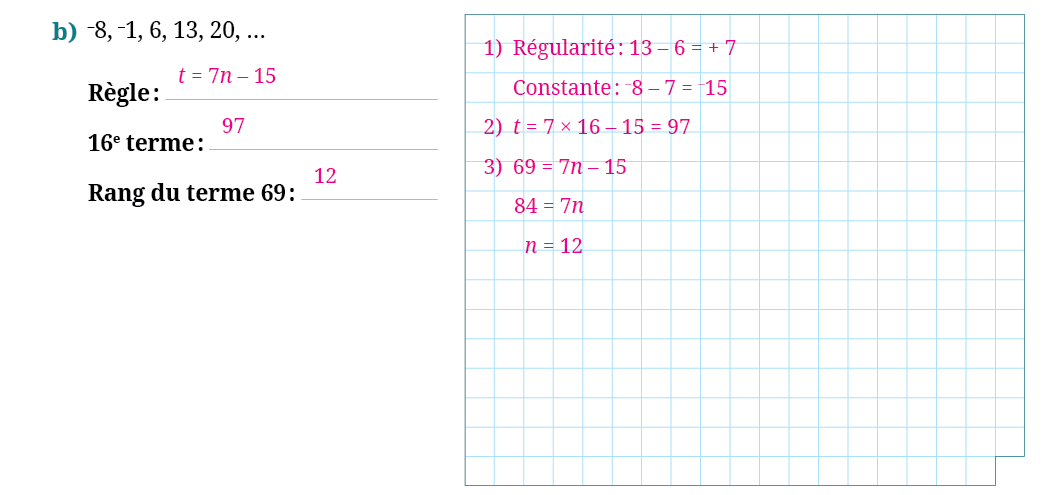 b) ⁻8, ⁻1, 6, 13, 20, …
Règle : t = 7n – 15
16ᵉ terme : 97
Rang du terme 69 : 12
1) Régularité : 13 – 6 = + 7
Constante : ⁻8 – 7 = ⁻15
2) t = 7 × 16 – 15 = 97
3) 69 = 7n – 15
84 = 7n
n = 12